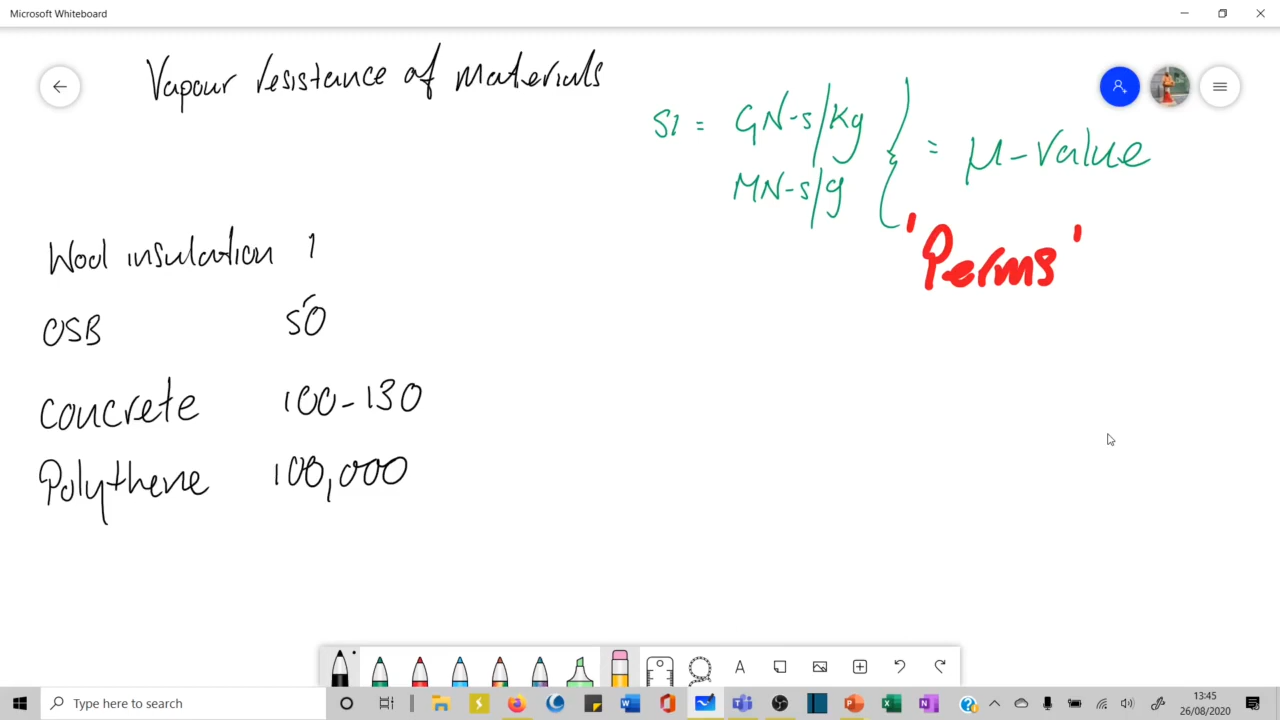 Microsoft Whiteboard
Vapour resistance of materials
SI = GN-s/Kg
MN-s/g
= μ-value
'Perms'
Wool insulation 1
OSB 50
Concrete 100-130
Polythene 100,000
A
Type here to search
13:45
26/08/2020